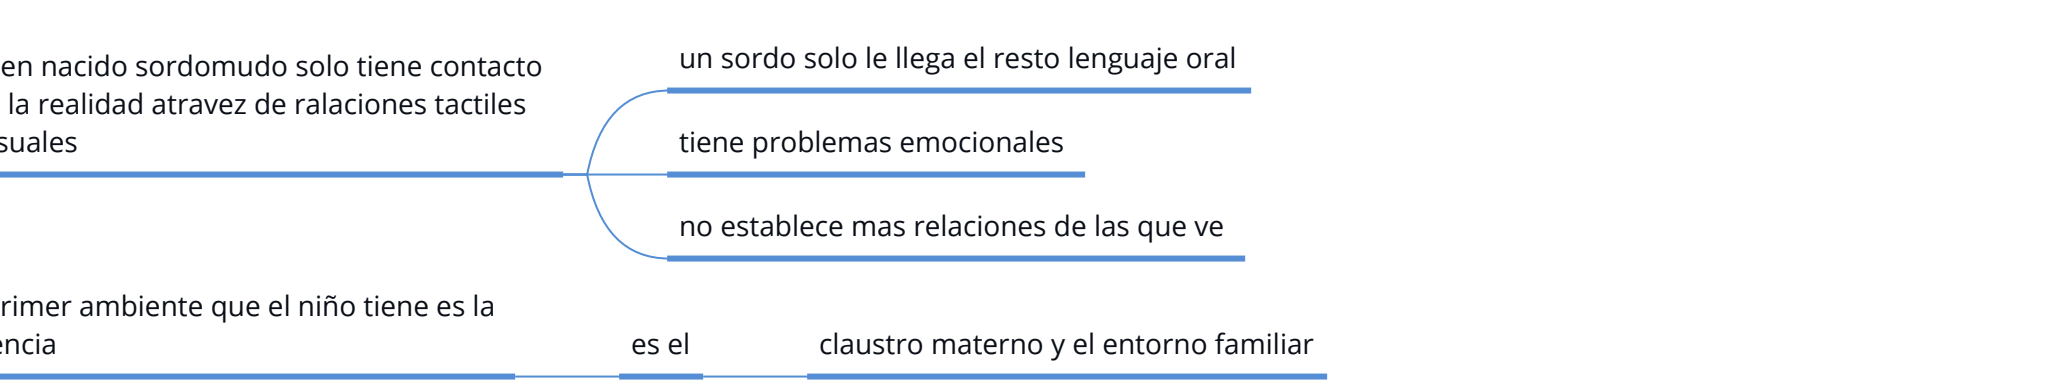 en nacido sordomudo solo tiene contacto
la realidad atravez de ralaciones tactiles
suales
un sordo solo le llega el resto lenguaje oral
tiene problemas emocionales
no establece mas relaciones de las que ve
rimer ambiente que el niño tiene es la
encia
es el
claustro materno y el entorno familiar